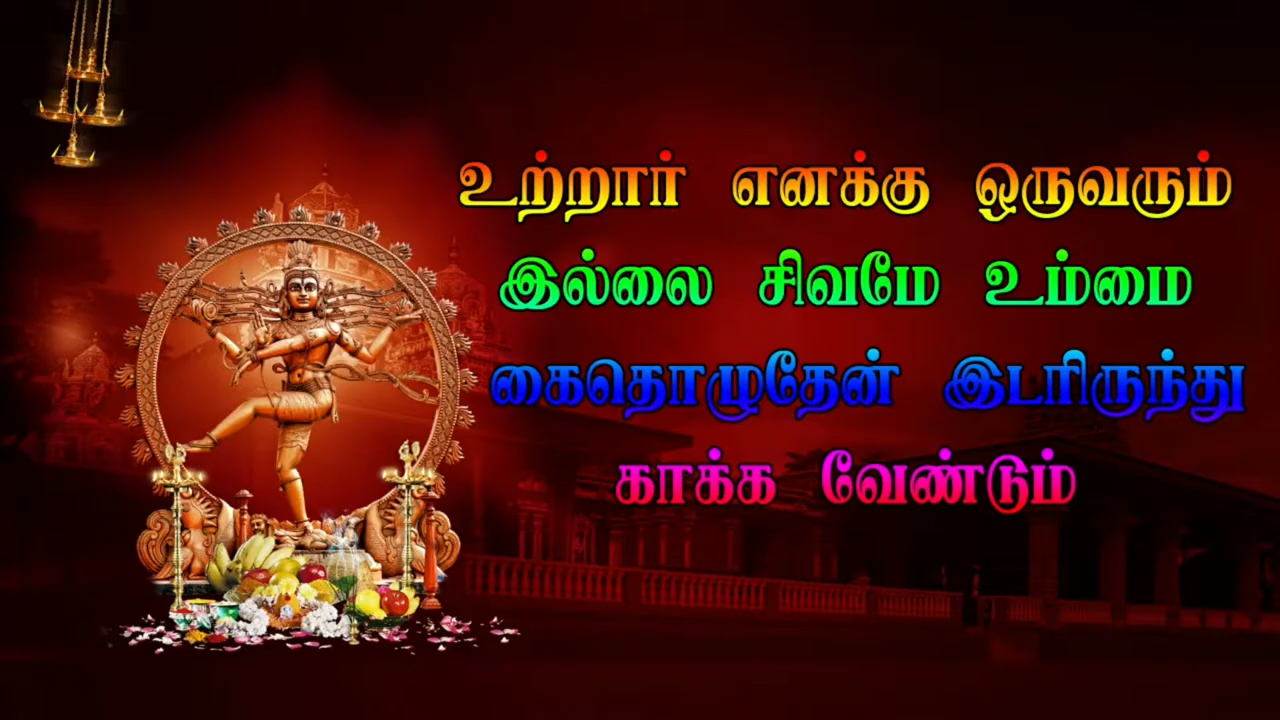 உற்றார் எனக்கு ஒருவரும்
இல்லை சிவமே உம்மை
கைதொழுதேன் இடரிருந்து
காக்க வேண்டும்